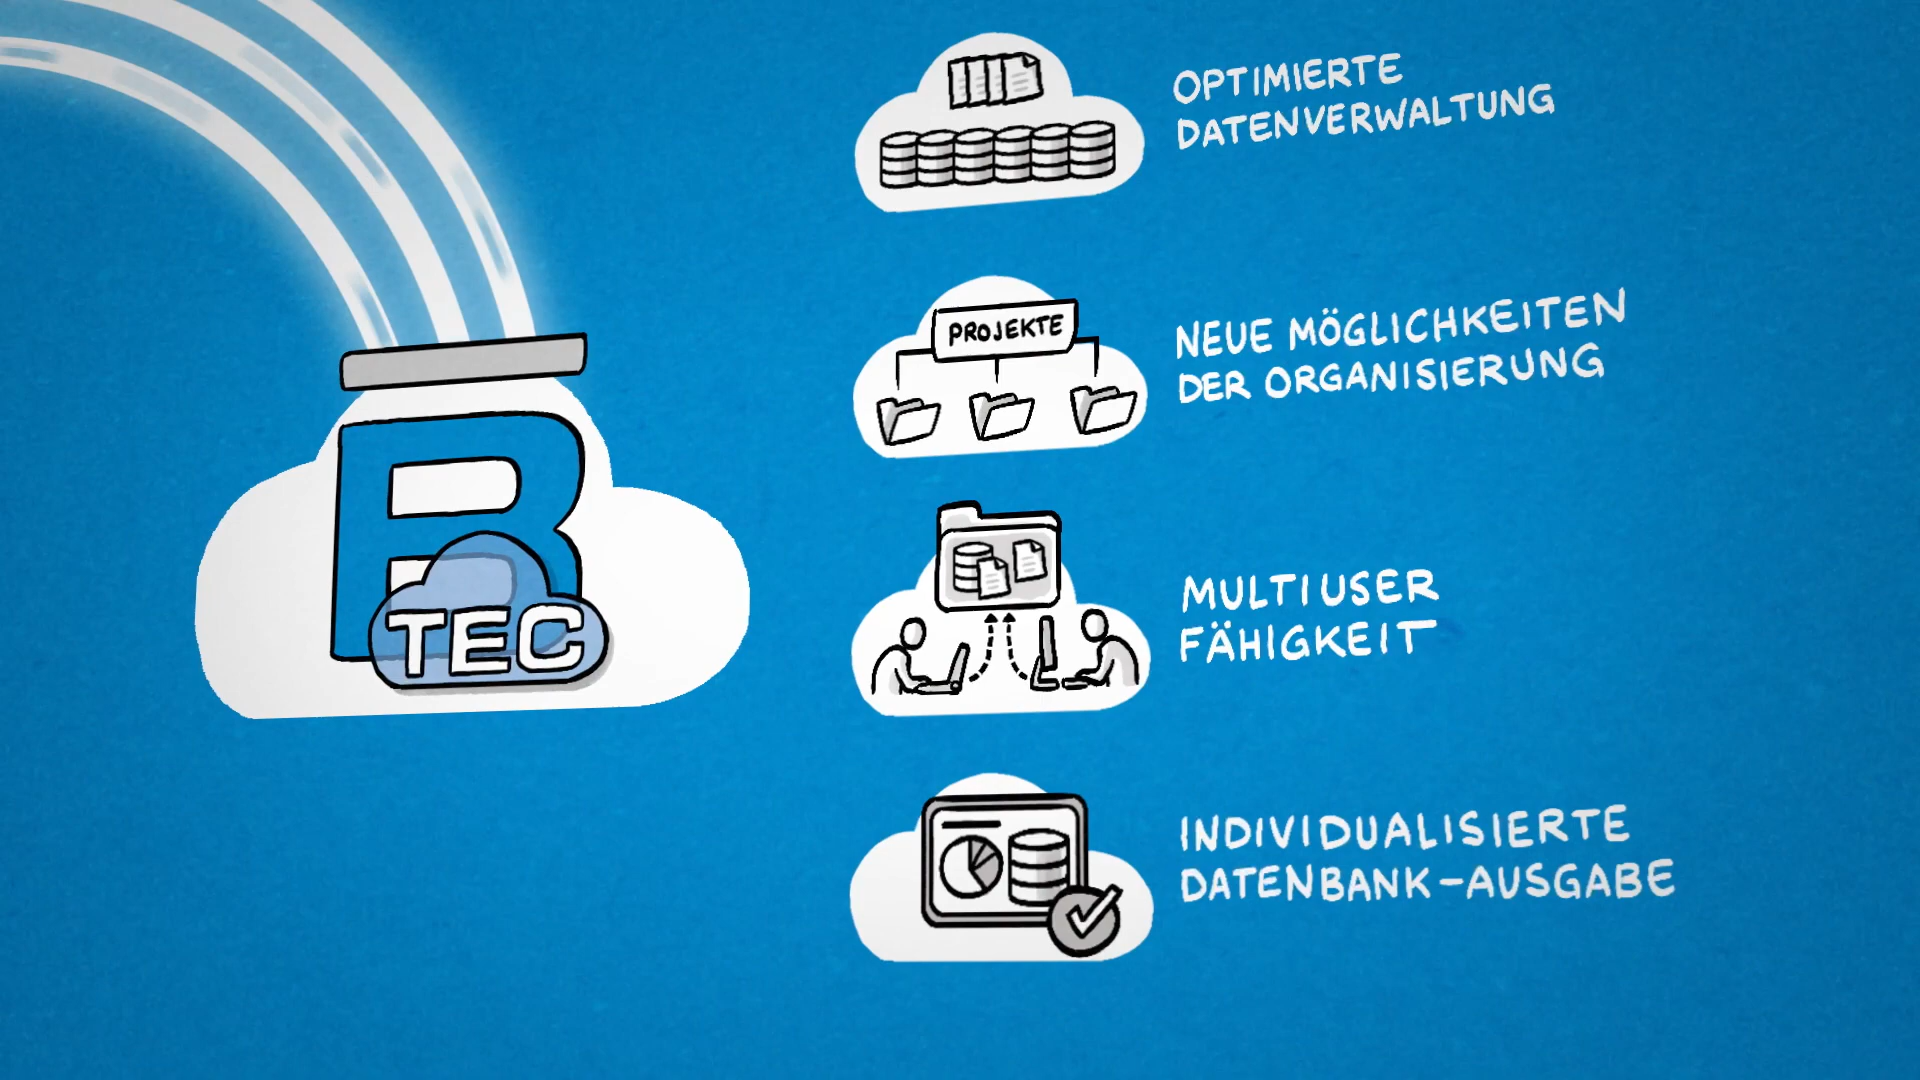 B
TEC
OPTIMIERTE
DATENVERWALTUNG
PROJEKTE
NEUE MÖGLICHKEITEN
DER ORGANISIERUNG
MULTIUSER
FÄHIGKEIT
INDIVIDUALISIERTE
DATENBANK-AUSGABE